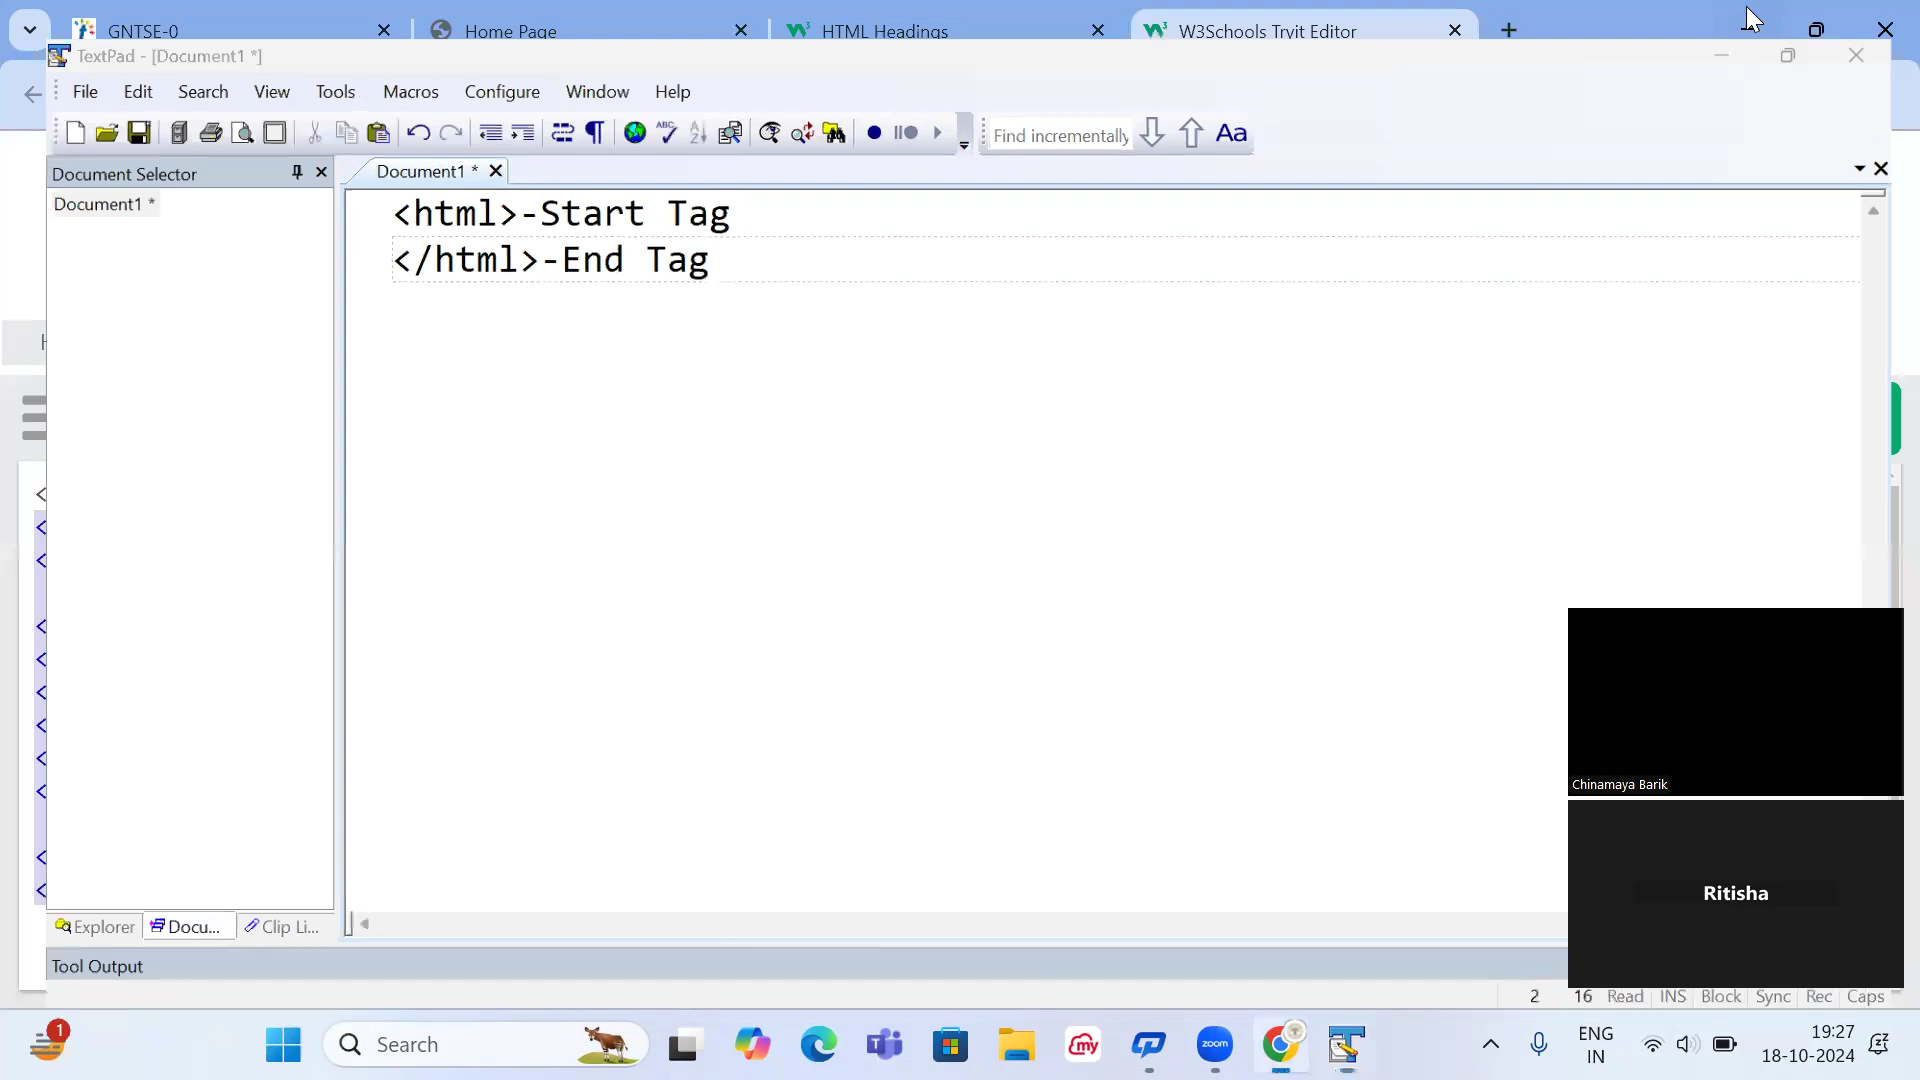 GNTSE-0
Home Page
HTML Headings
W3Schools Tryit Editor
TextPad - [Document1 *]
File Edit Search View Tools Macros Configure Window Help
Find incrementally
Aa
Document Selector
Document1 *
Document1 *
<html>-Start Tag
</html>-End Tag
Chinamaya Barik
Ritisha
Explorer
Docu...
Clip Li...
Tool Output
2 16 Read INS Block Sync Rec Caps
1
Search
my
zoom
ENG
IN
19:27
18-10-2024